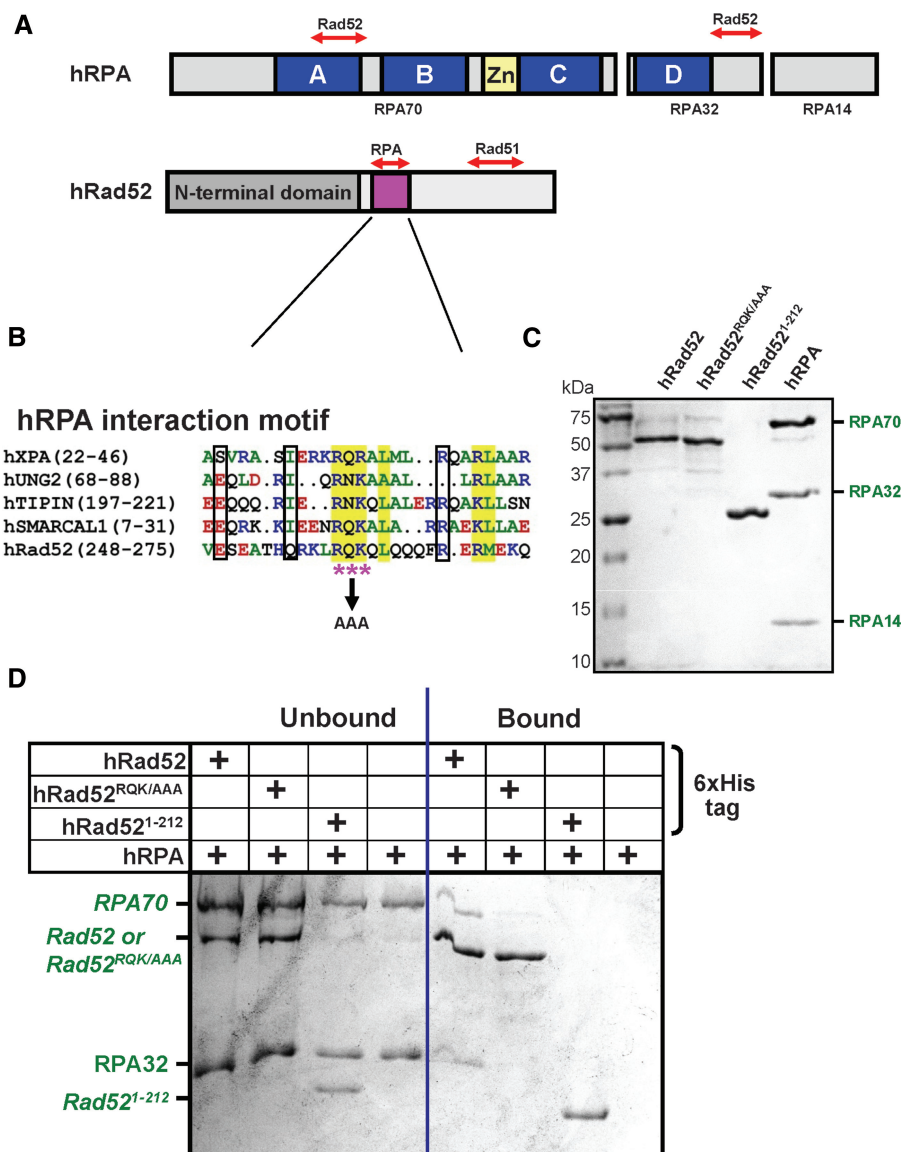 A
Rad52
Rad52
hRPA
A
B
Zn
C
D
RPA70
RPA32
RPA14
RPA
Rad51
hRad52
N-terminal domain
B
hRPA interaction motif
hXPA(22-46) ASVRA.SIERKRQRALML..RQARLAAR
hUNG2(68-88) AEQLD.RI..QRNKAAAL...LRLAAR
hTIPIN(197-221) EEQQQ.RIE..RNKQLALERRQAKLLSN
hSMARCAL1(7-31) EEQRK.KIEENRQKALA..RRAEKLLAE
hRad52(248-275) VESEATHQRKLRQKQLQQQFR.ERMEKQ
***
AAA
C
hRad52
hRad52RQK/AAA
hRad521-212
hRPA
kDa
75
50
37
25
20
15
10
RPA70
RPA32
RPA14
D
Unbound
Bound
hRad52 + +
hRad52RQK/AAA + +
hRad521-212 + +
hRPA + + + + + + + +
6xHis
tag
RPA70
Rad52 or
Rad52RQK/AAA
RPA32
Rad521-212